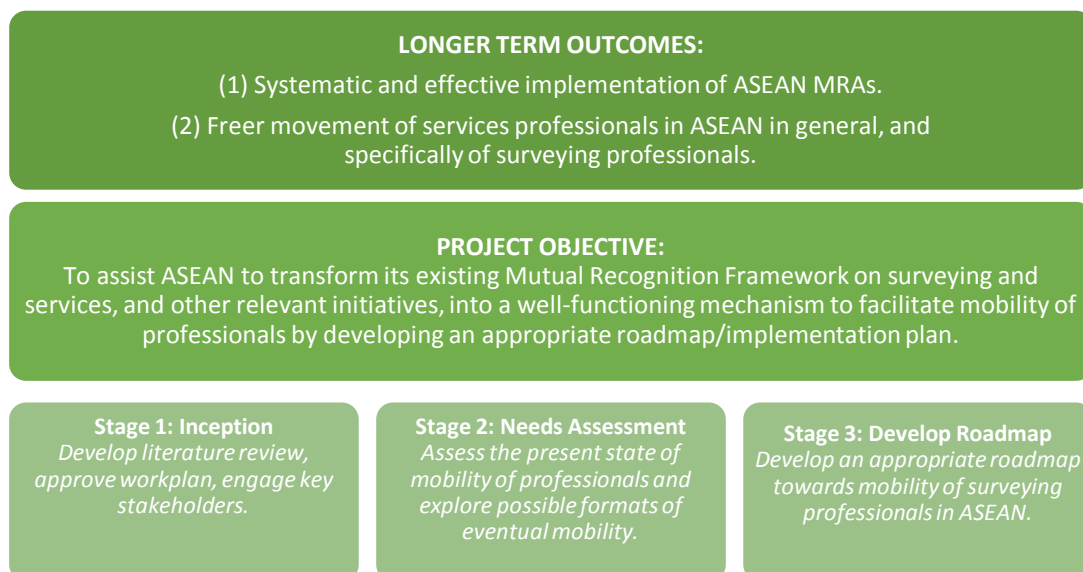 LONGER TERM OUTCOMES:
(1) Systematic and effective implementation of ASEAN MRAs.
(2) Freer movement of services professionals in ASEAN in general, and
specifically of surveying professionals.
PROJECT OBJECTIVE:
To assist ASEAN to transform its existing Mutual Recognition Framework on surveying and
services, and other relevant initiatives, into a well-functioning mechanism to facilitate mobility of
professionals by developing an appropriate roadmap/implementation plan.
Stage 1: Inception
Develop literature review,
approve workplan, engage key
stakeholders.
Stage 2: Needs Assessment
Assess the present state of
mobility of professionals and
explore possible formats of
eventual mobility.
Stage 3: Develop Roadmap
Develop an appropriate roadmap
towards mobility of surveying
professionals in ASEAN.